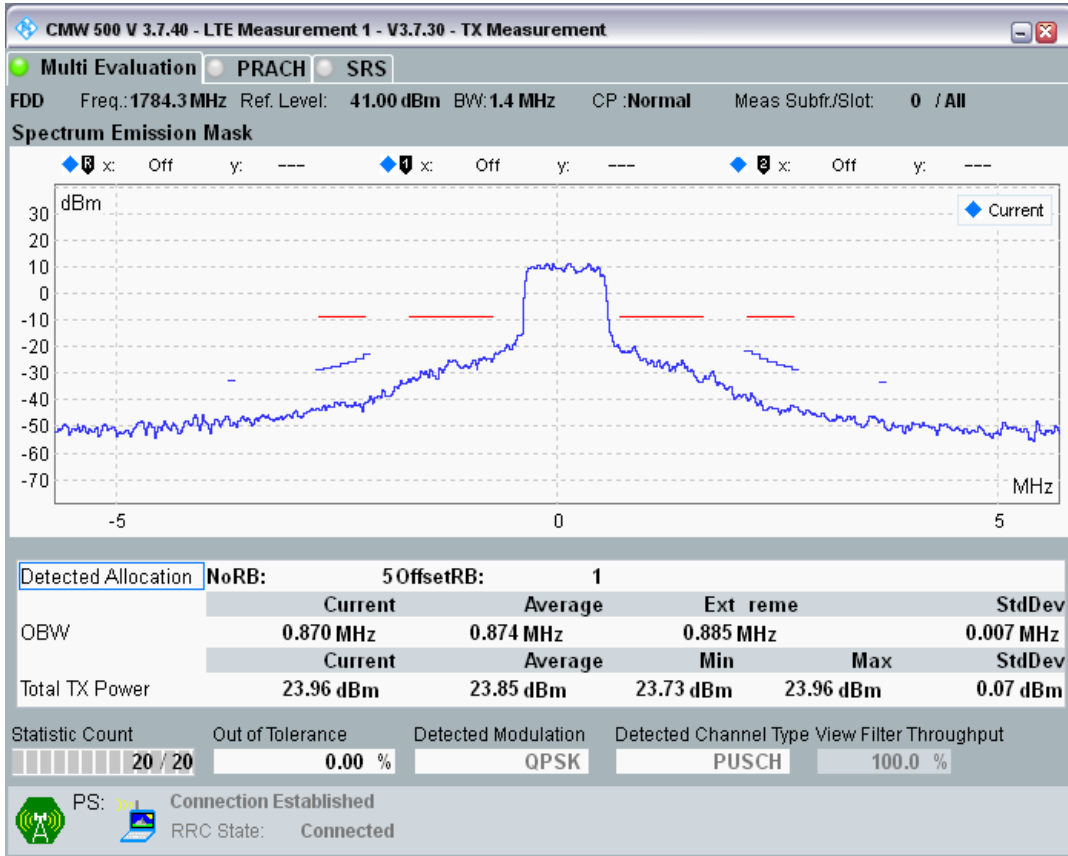 CMW 500 V 3.7.40 - LTE Measurement 1 - V3.7.30 - TX Measurement
Multi Evaluation PRACH SRS
FDD Freq.:1784.3 MHz Ref. Level: 41.00 dBm BW: 1.4 MHz CP :Normal Meas Subfr./Slot: 0 / All
Spectrum Emission Mask
R x: Off y: --- 1 x: Off y: --- 2 x: Off y: ---
dBm
Current
30
20
10
0
-10
-20
-30
-40
-50
-60
-70
MHz
-5 0 5
Detected Allocation NoRB: 5 OffsetRB: 1
Current Average Ext reme StdDev
OBW 0.870 MHz 0.874 MHz 0.885 MHz 0.007 MHz
Current Average Min Max StdDev
Total TX Power 23.96 dBm 23.85 dBm 23.73 dBm 23.96 dBm 0.07 dBm
Statistic Count Out of Tolerance Detected Modulation Detected Channel Type View Filter Throughput
20 / 20 0.00 % QPSK PUSCH 100.0 %
PS: Connection Established
RRC State: Connected